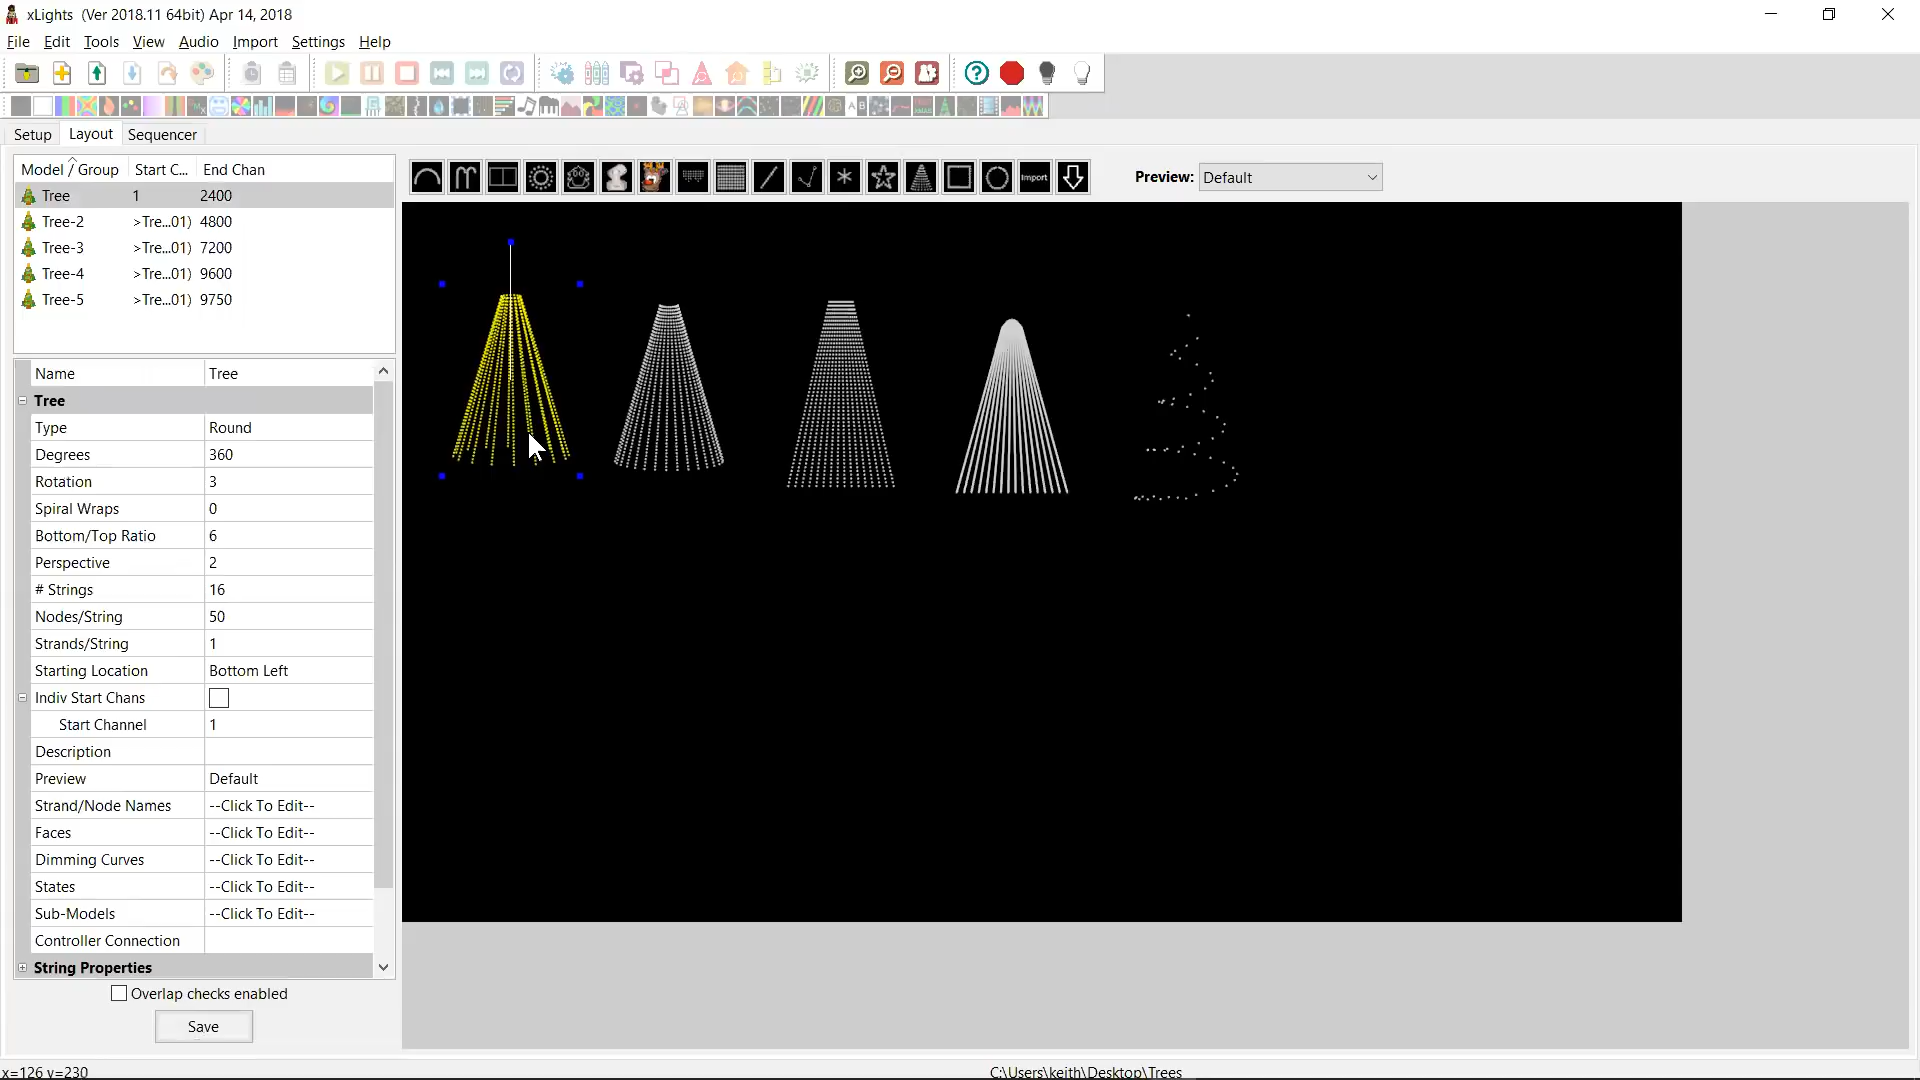 xLights (Ver 2018.11 64bit) Apr 14, 2018
File Edit Tools View Audio Import Settings Help
Setup Layout Sequencer
Model / Group Start C... End Chan
Tree 1 2400
Tree-2 >Tre...01) 4800
Tree-3 >Tre...01) 7200
Tree-4 >Tre...01) 9600
Tree-5 >Tre...01) 9750
Import
Preview: Default
Name Tree
Tree
Type Round
Degrees 360
Rotation 3
Spiral Wraps 0
Bottom/Top Ratio 6
Perspective 2
# Strings 16
Nodes/String 50
Strands/String 1
Starting Location Bottom Left
Indiv Start Chans
Start Channel 1
Description
Preview Default
Strand/Node Names --Click To Edit--
Faces --Click To Edit--
Dimming Curves --Click To Edit--
States --Click To Edit--
Sub-Models --Click To Edit--
Controller Connection
String Properties
Overlap checks enabled
Save
x=126 y=230 C:\Users\keith\Desktop\Trees